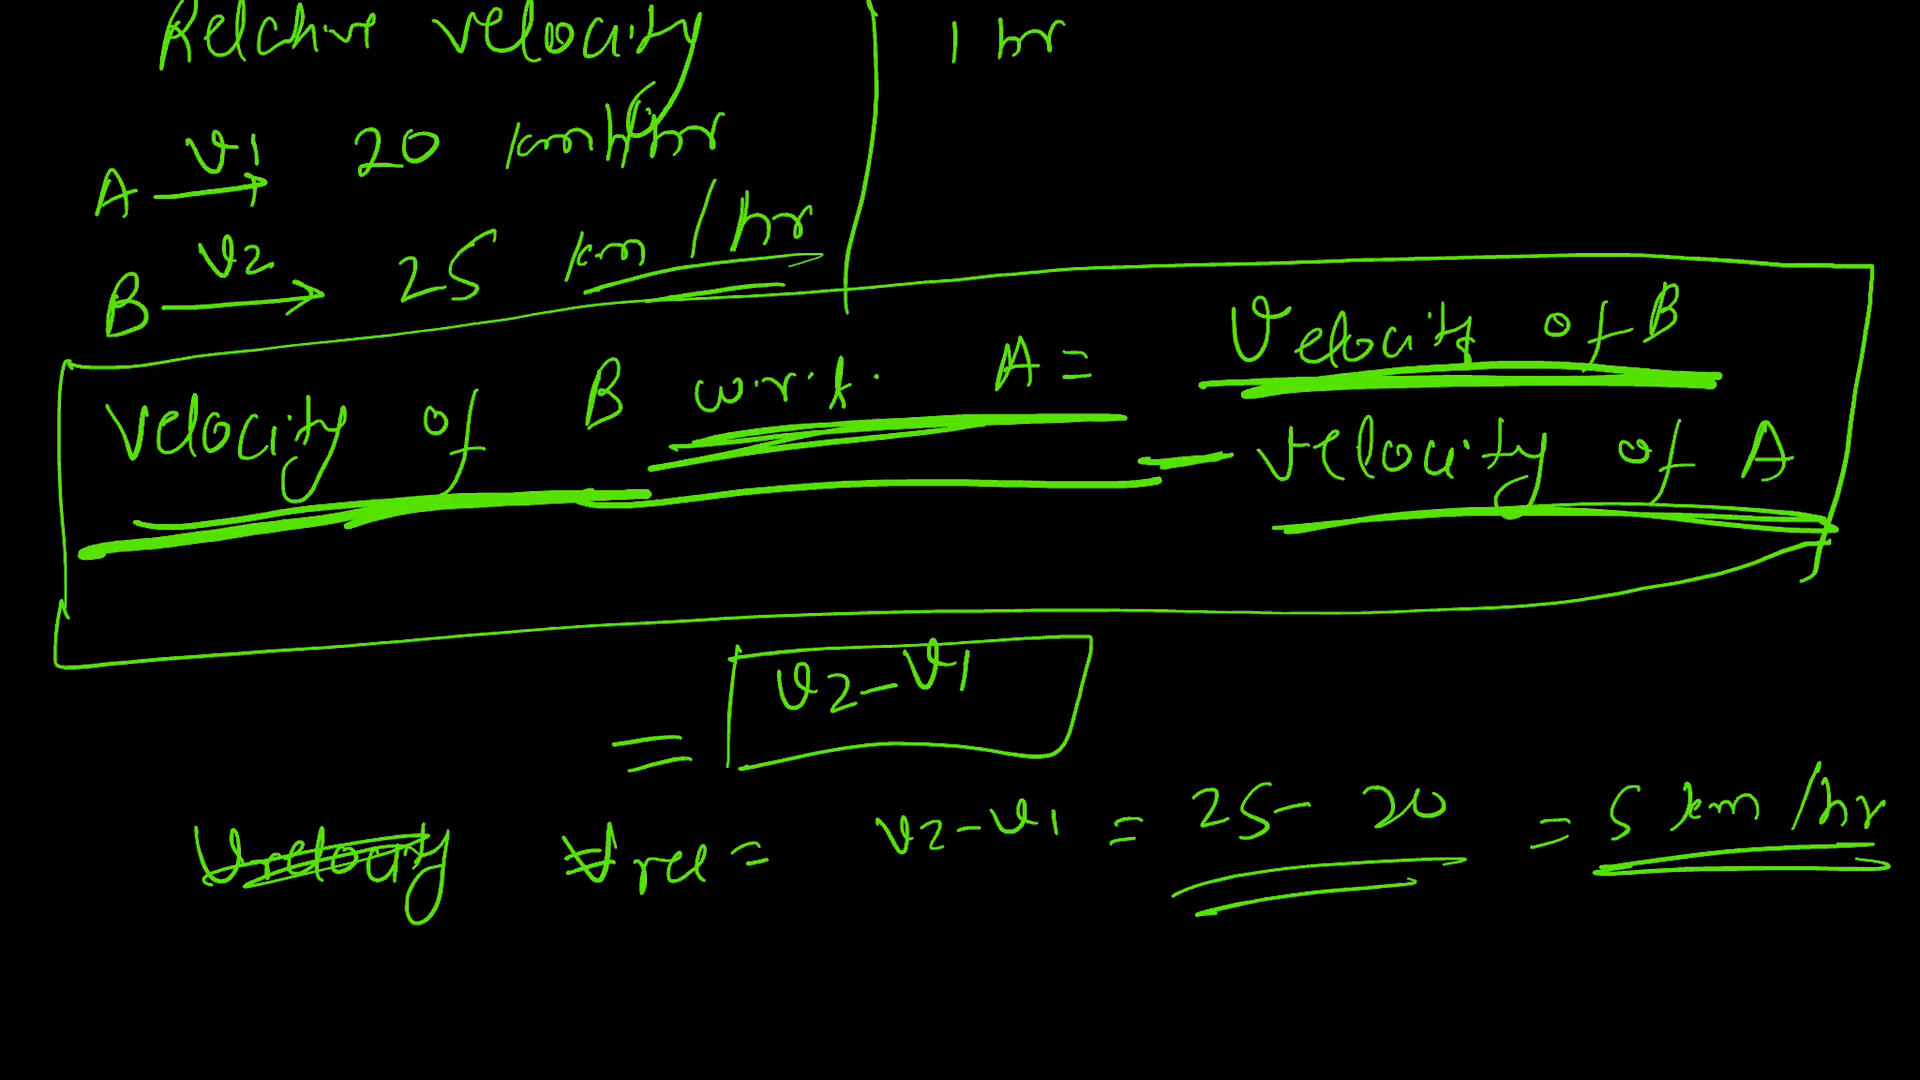 Relative velocity
1 hr
A v1 20 km/hr
B v2 25 km/hr
velocity of B w.r.t. A = Velocity of B
- velocity of A
= v2-v1
Vrel = v2-v1 = 25-20 = 5 km/hr